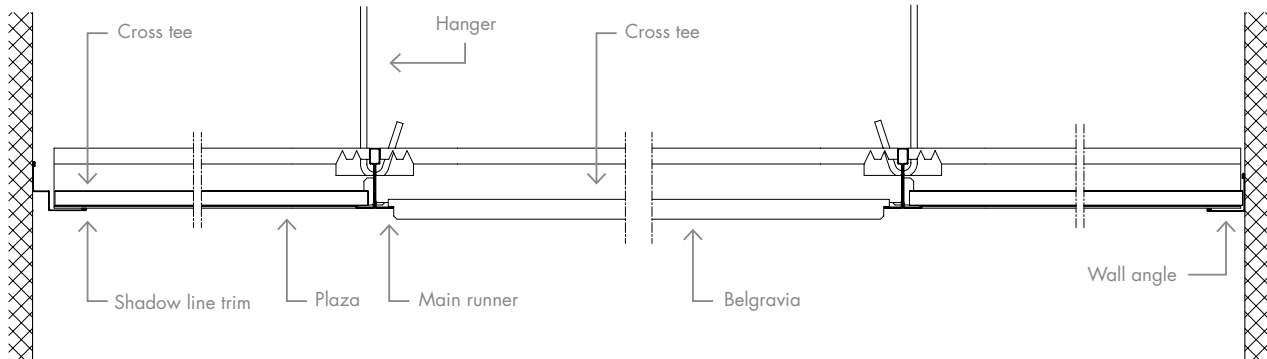 Hanger
Cross tee
Cross tee
Wall angle
Shadow line trim
Plaza
Main runner
Belgravia